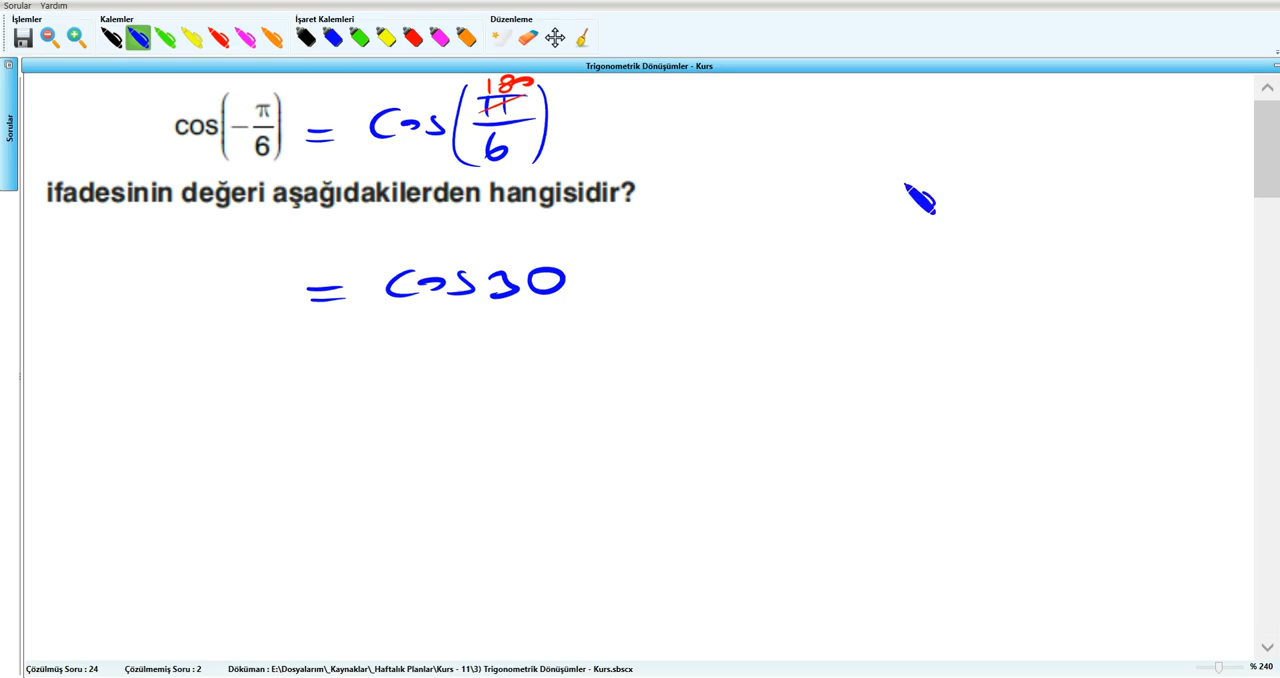 Sorular Yardım
İşlemler Kalemler İşaret Kalemleri Düzenleme
Trigonometrik Dönüşümler - Kurs
Sorular
cos(-π/6) = cos(π/6) 180
ifadesinin değeri aşağıdakilerden hangisidir?
= cos30
Çözülmüş Soru : 24 Çözülmemiş Soru : 2 Döküman : E:\Dosyalarım\_Kaynaklar\_Haftalık Planlar\Kurs - 11\3) Trigonometrik Dönüşümler - Kurs.sbscx % 240